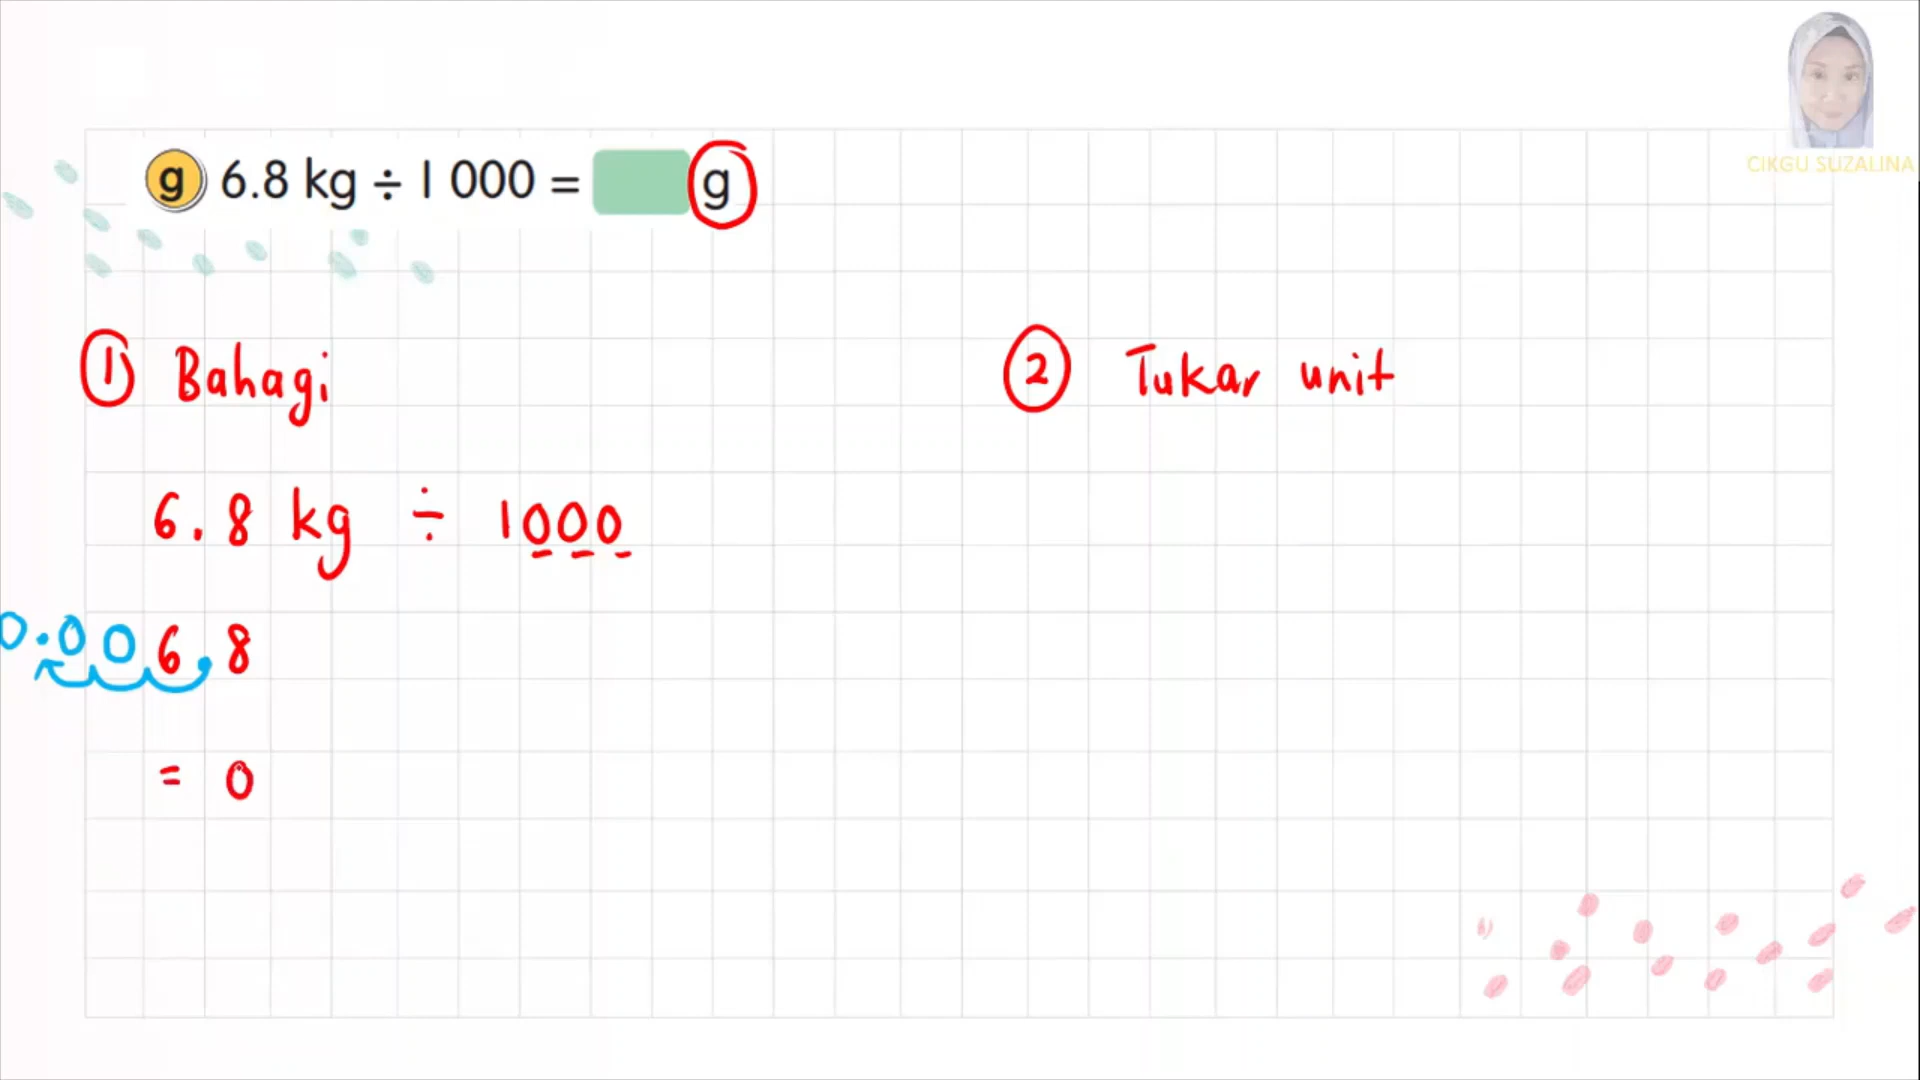 CIKGU SUZALINA
g 6.8 kg ÷ 1 000 = g
1 Bahagi
2 Tukar unit
6.8 kg ÷ 1000
0.006.8
= 0